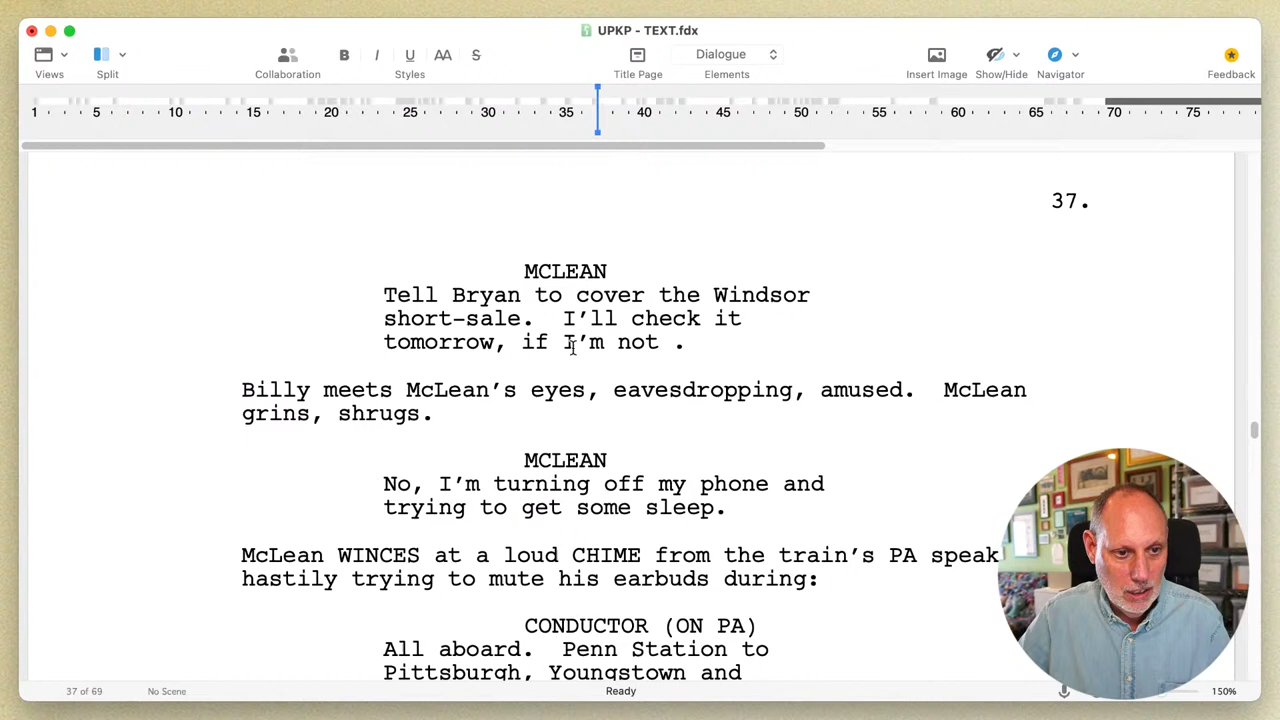 UPKP - TEXT.fdx
Views
Split
Collaboration
B I U AA S
Styles
Title Page
Dialogue
Elements
Insert Image
Show/Hide
Navigator
Feedback
1 5 10 15 20 25 30 35 40 45 50 55 60 65 70 75
37.
MCLEAN
Tell Bryan to cover the Windsor
short-sale. I’ll check it
tomorrow, if I’m not .
Billy meets McLean’s eyes, eavesdropping, amused. McLean
grins, shrugs.
MCLEAN
No, I’m turning off my phone and
trying to get some sleep.
McLean WINCES at a loud CHIME from the train’s PA speak
hastily trying to mute his earbuds during:
CONDUCTOR (ON PA)
All aboard. Penn Station to
Pittsburgh, Youngstown and
37 of 69
No Scene
Ready
150%